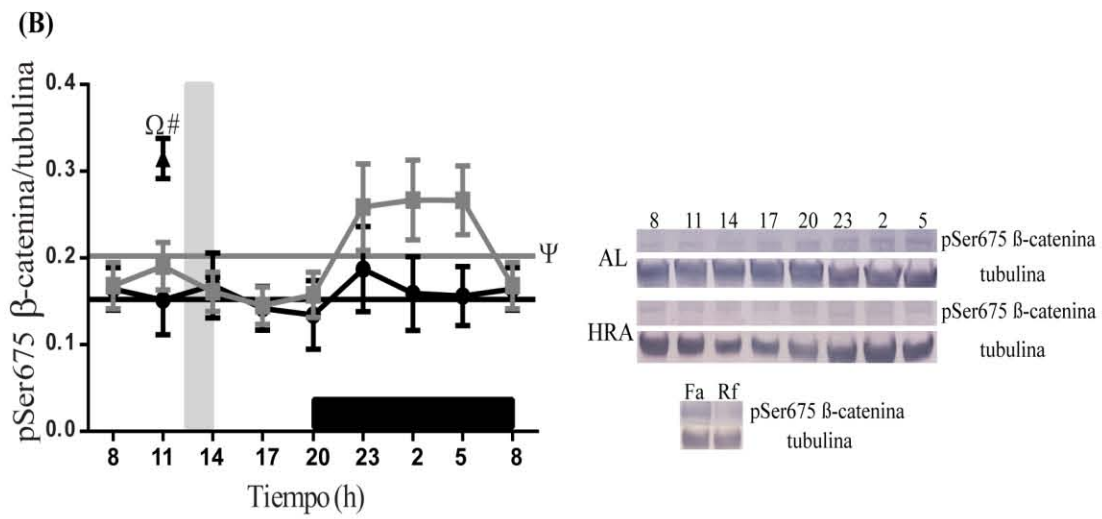 (B)
pSer675 β-catenina/tubulina
0.4
0.3
0.2
0.1
0.0
Ω#
Ψ
8 11 14 17 20 23 2 5 8
Tiempo (h)
8 11 14 17 20 23 2 5
AL
pSer675 ß-catenina
tubulina
HRA
pSer675 ß-catenina
tubulina
Fa Rf
pSer675 ß-catenina
tubulina